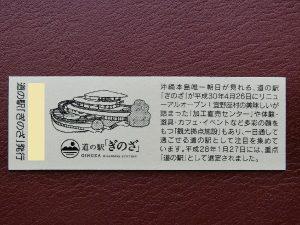 道の駅「ぎのざ」発行
道の駅「ぎのざ」
GINOZA ROADSIDE STATION
沖縄本島唯一朝日が見れる、道の駅
「ぎのざ」が平成30年4月26日にリニ
ューアルオープン!宜野座村の美味しいが
詰まった「加工直売センター」や体験・
遊具・カフェ・イベントなど多彩な顔を
もつ「観光拠点施設」もあり、一日通して
過ごせる道の駅として注目を集めて
います。平成28年1月27日には、重点
「道の駅」として選定されました。